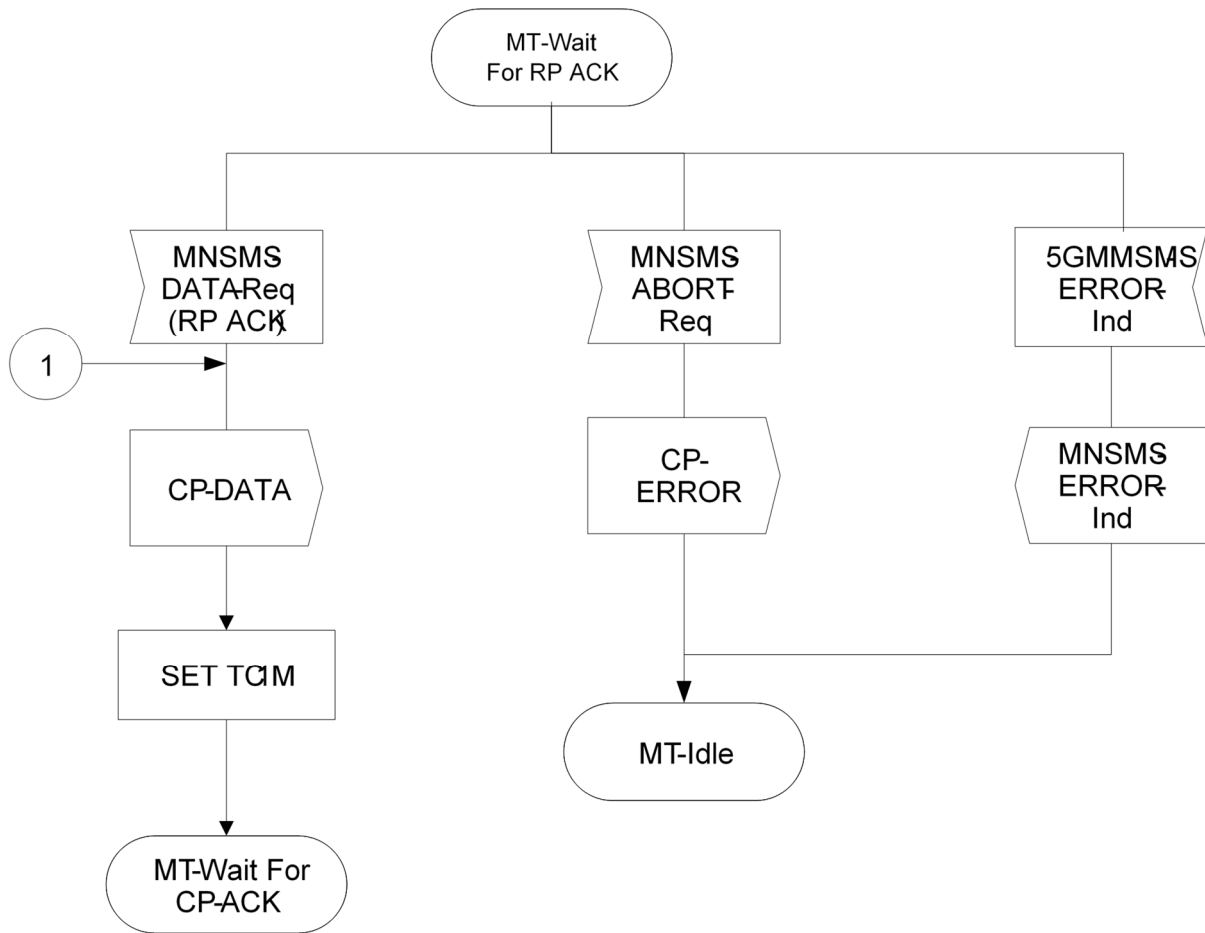 MT-Wait
For RP ACK
MNSMS-
DATA-Req
(RP ACK)
MNSMS-
ABORT-
Req
5GMMSMS-
ERROR-
Ind
1
CP-DATA
CP-
ERROR
MNSMS-
ERROR-
Ind
SET TC1M
MT-Idle
MT-Wait For
CP-ACK